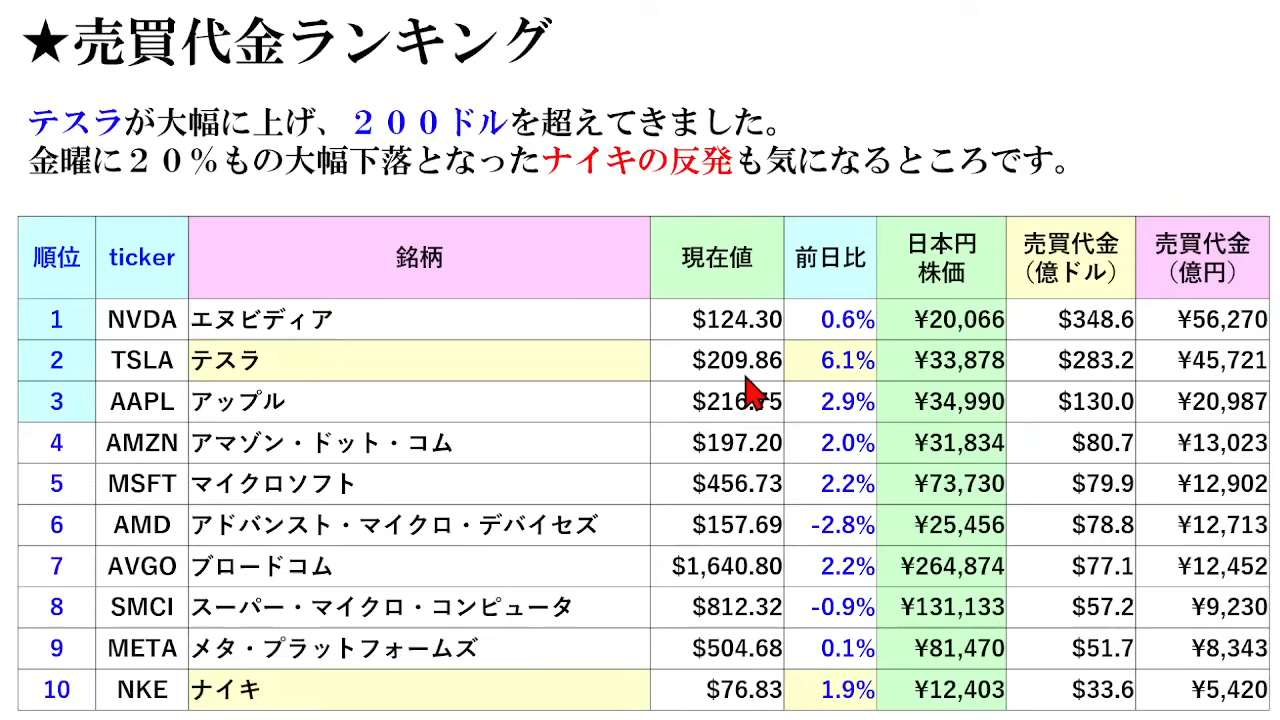 ★売買代金ランキング
テスラが大幅に上げ、２００ドルを超えてきました。
金曜に２０％もの大幅下落となったナイキの反発も気になるところです。
順位 ticker 銘柄 現在値 前日比 日本円株価 売買代金（億ドル） 売買代金（億円）
1 NVDA エヌビディア $124.30 0.6% ¥20,066 $348.6 ¥56,270
2 TSLA テスラ $209.86 6.1% ¥33,878 $283.2 ¥45,721
3 AAPL アップル 2.9% ¥34,990 $130.0 ¥20,987
4 AMZN アマゾン・ドット・コム $197.20 2.0% ¥31,834 $80.7 ¥13,023
5 MSFT マイクロソフト $456.73 2.2% ¥73,730 $79.9 ¥12,902
6 AMD アドバンスト・マイクロ・デバイセズ $157.69 -2.8% ¥25,456 $78.8 ¥12,713
7 AVGO ブロードコム $1,640.80 2.2% ¥264,874 $77.1 ¥12,452
8 SMCI スーパー・マイクロ・コンピュータ $812.32 -0.9% ¥131,133 $57.2 ¥9,230
9 META メタ・プラットフォームズ $504.68 0.1% ¥81,470 $51.7 ¥8,343
10 NKE ナイキ $76.83 1.9% ¥12,403 $33.6 ¥5,420